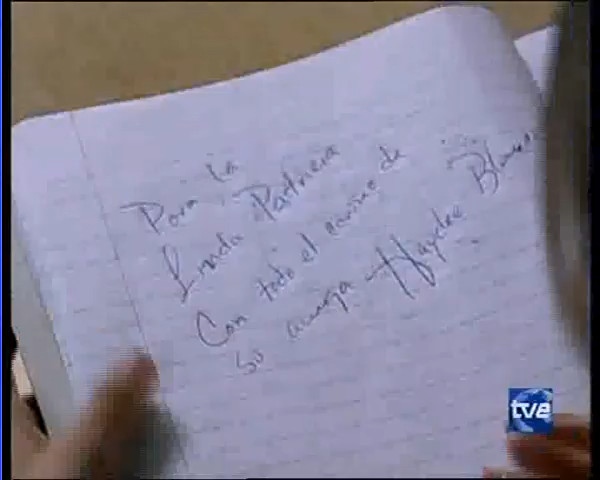 Para la
Linda Patricia
Con todo el cariño de
su amiga Haydee Blanco
tve